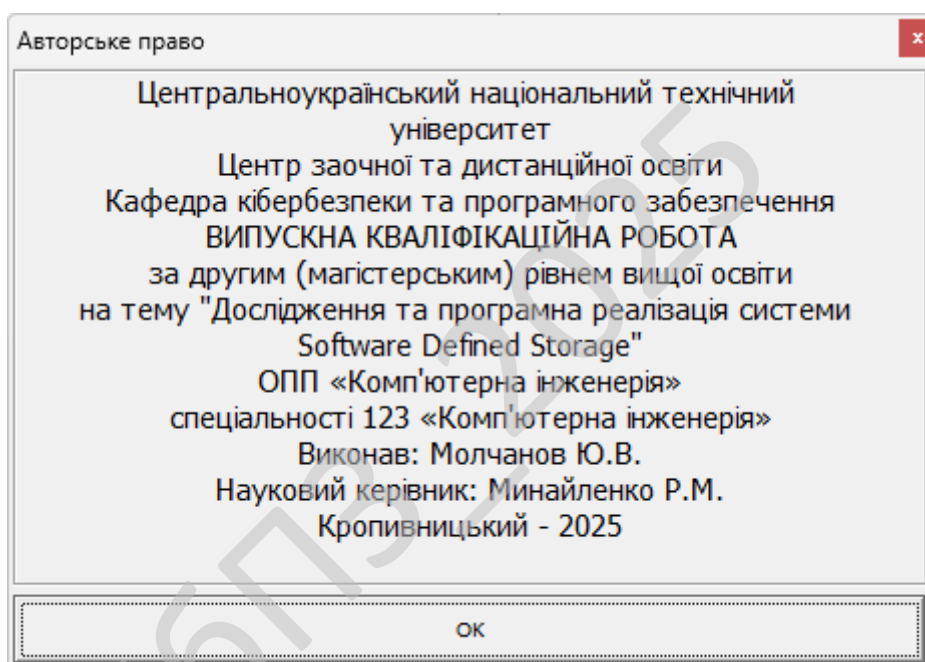 Авторське право
x
Центральноукраїнський національний технічний
університет
Центр заочної та дистанційної освіти
Кафедра кібербезпеки та програмного забезпечення
ВИПУСКНА КВАЛІФІКАЦІЙНА РОБОТА
за другим (магістерським) рівнем вищої освіти
на тему "Дослідження та програмна реалізація системи
Software Defined Storage"
ОПП «Комп'ютерна інженерія»
спеціальності 123 «Комп'ютерна інженерія»
Виконав: Молчанов Ю.В.
Науковий керівник: Минайленко Р.М.
Кропивницький - 2025
ОК
бПЗ_2025